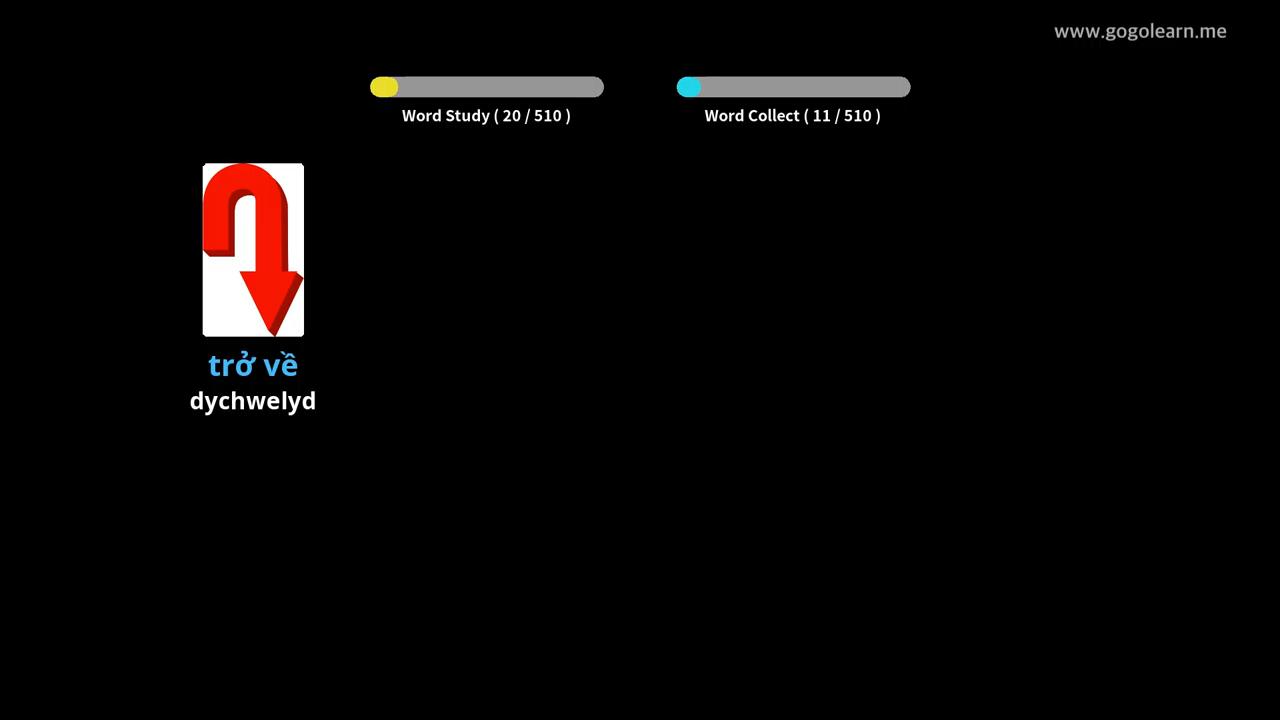 www.gogolearn.me
Word Study ( 20 / 510 )
Word Collect ( 11 / 510 )
trở về
dychwelyd